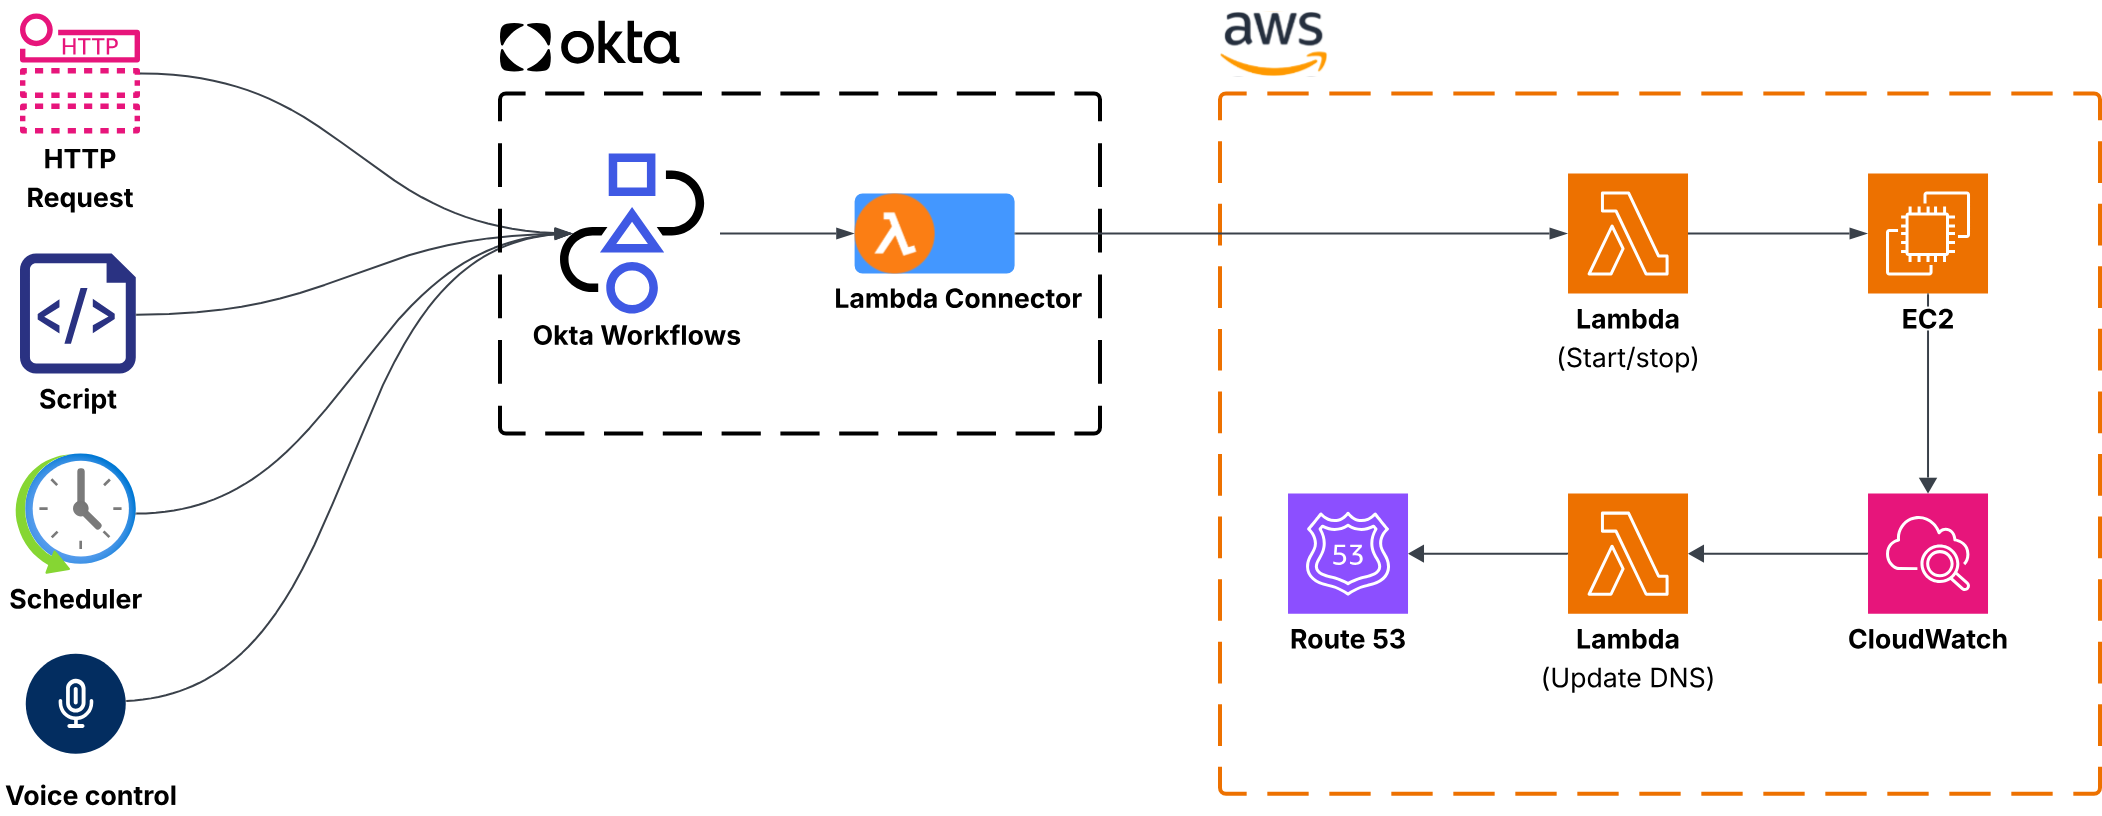 HTTP
HTTP
Request
</>
Script
Scheduler
Voice control
okta
Okta Workflows
Lambda Connector
aws
Lambda
(Start/stop)
EC2
53
Route 53
Lambda
(Update DNS)
CloudWatch